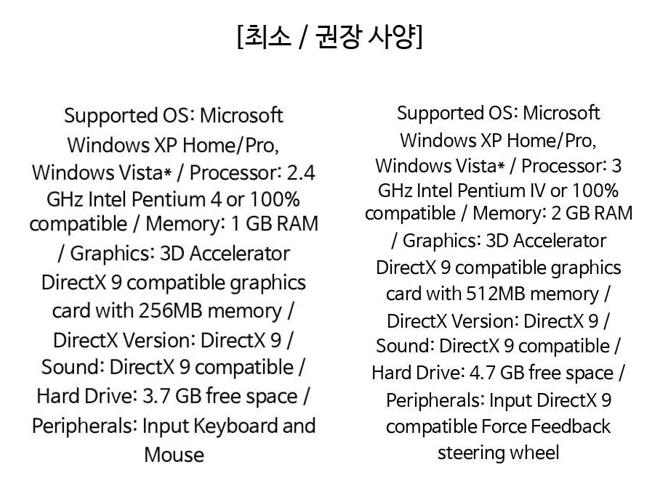 [최소 / 권장 사양]
Supported OS: Microsoft
Windows XP Home/Pro,
Windows Vista* / Processor: 2.4
GHz Intel Pentium 4 or 100%
compatible / Memory: 1 GB RAM
/ Graphics: 3D Accelerator
DirectX 9 compatible graphics
card with 256MB memory /
DirectX Version: DirectX 9 /
Sound: DirectX 9 compatible /
Hard Drive: 3.7 GB free space /
Peripherals: Input Keyboard and
Mouse
Supported OS: Microsoft
Windows XP Home/Pro,
Windows Vista* / Processor: 3
GHz Intel Pentium IV or 100%
compatible / Memory: 2 GB RAM
/ Graphics: 3D Accelerator
DirectX 9 compatible graphics
card with 512MB memory /
DirectX Version: DirectX 9 /
Sound: DirectX 9 compatible /
Hard Drive: 4.7 GB free space /
Peripherals: Input DirectX 9
compatible Force Feedback
steering wheel